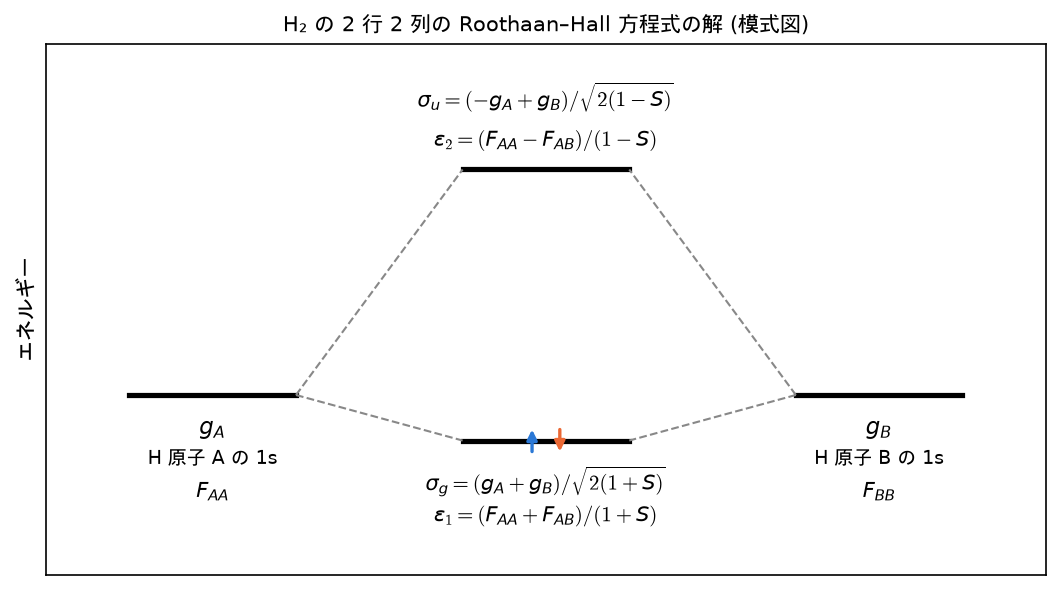 H₂ の 2 行 2 列の Roothaan–Hall 方程式の解 (模式図)
σ_u = (−g_A + g_B)/√2(1 − S)
ε₂ = (F_AA − F_AB)/(1 − S)
エネルギー
g_A
H 原子 A の 1s
F_AA
g_B
H 原子 B の 1s
F_BB
σ_g = (g_A + g_B)/√2(1 + S)
ε₁ = (F_AA + F_AB)/(1 + S)